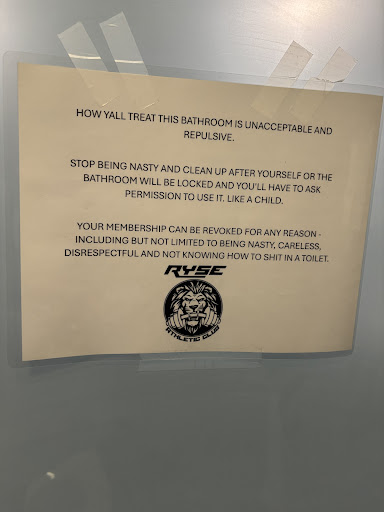 HOW YALL TREAT THIS BATHROOM IS UNACCEPTABLE AND
REPULSIVE.
STOP BEING NASTY AND CLEAN UP AFTER YOURSELF OR THE
BATHROOM WILL BE LOCKED AND YOU'LL HAVE TO ASK
PERMISSION TO USE IT. LIKE A CHILD.
YOUR MEMBERSHIP CAN BE REVOKED FOR ANY REASON -
INCLUDING BUT NOT LIMITED TO BEING NASTY, CARELESS,
DISRESPECTFUL AND NOT KNOWING HOW TO SHIT IN A TOILET.
RYSE
ATHLETIC CLUB